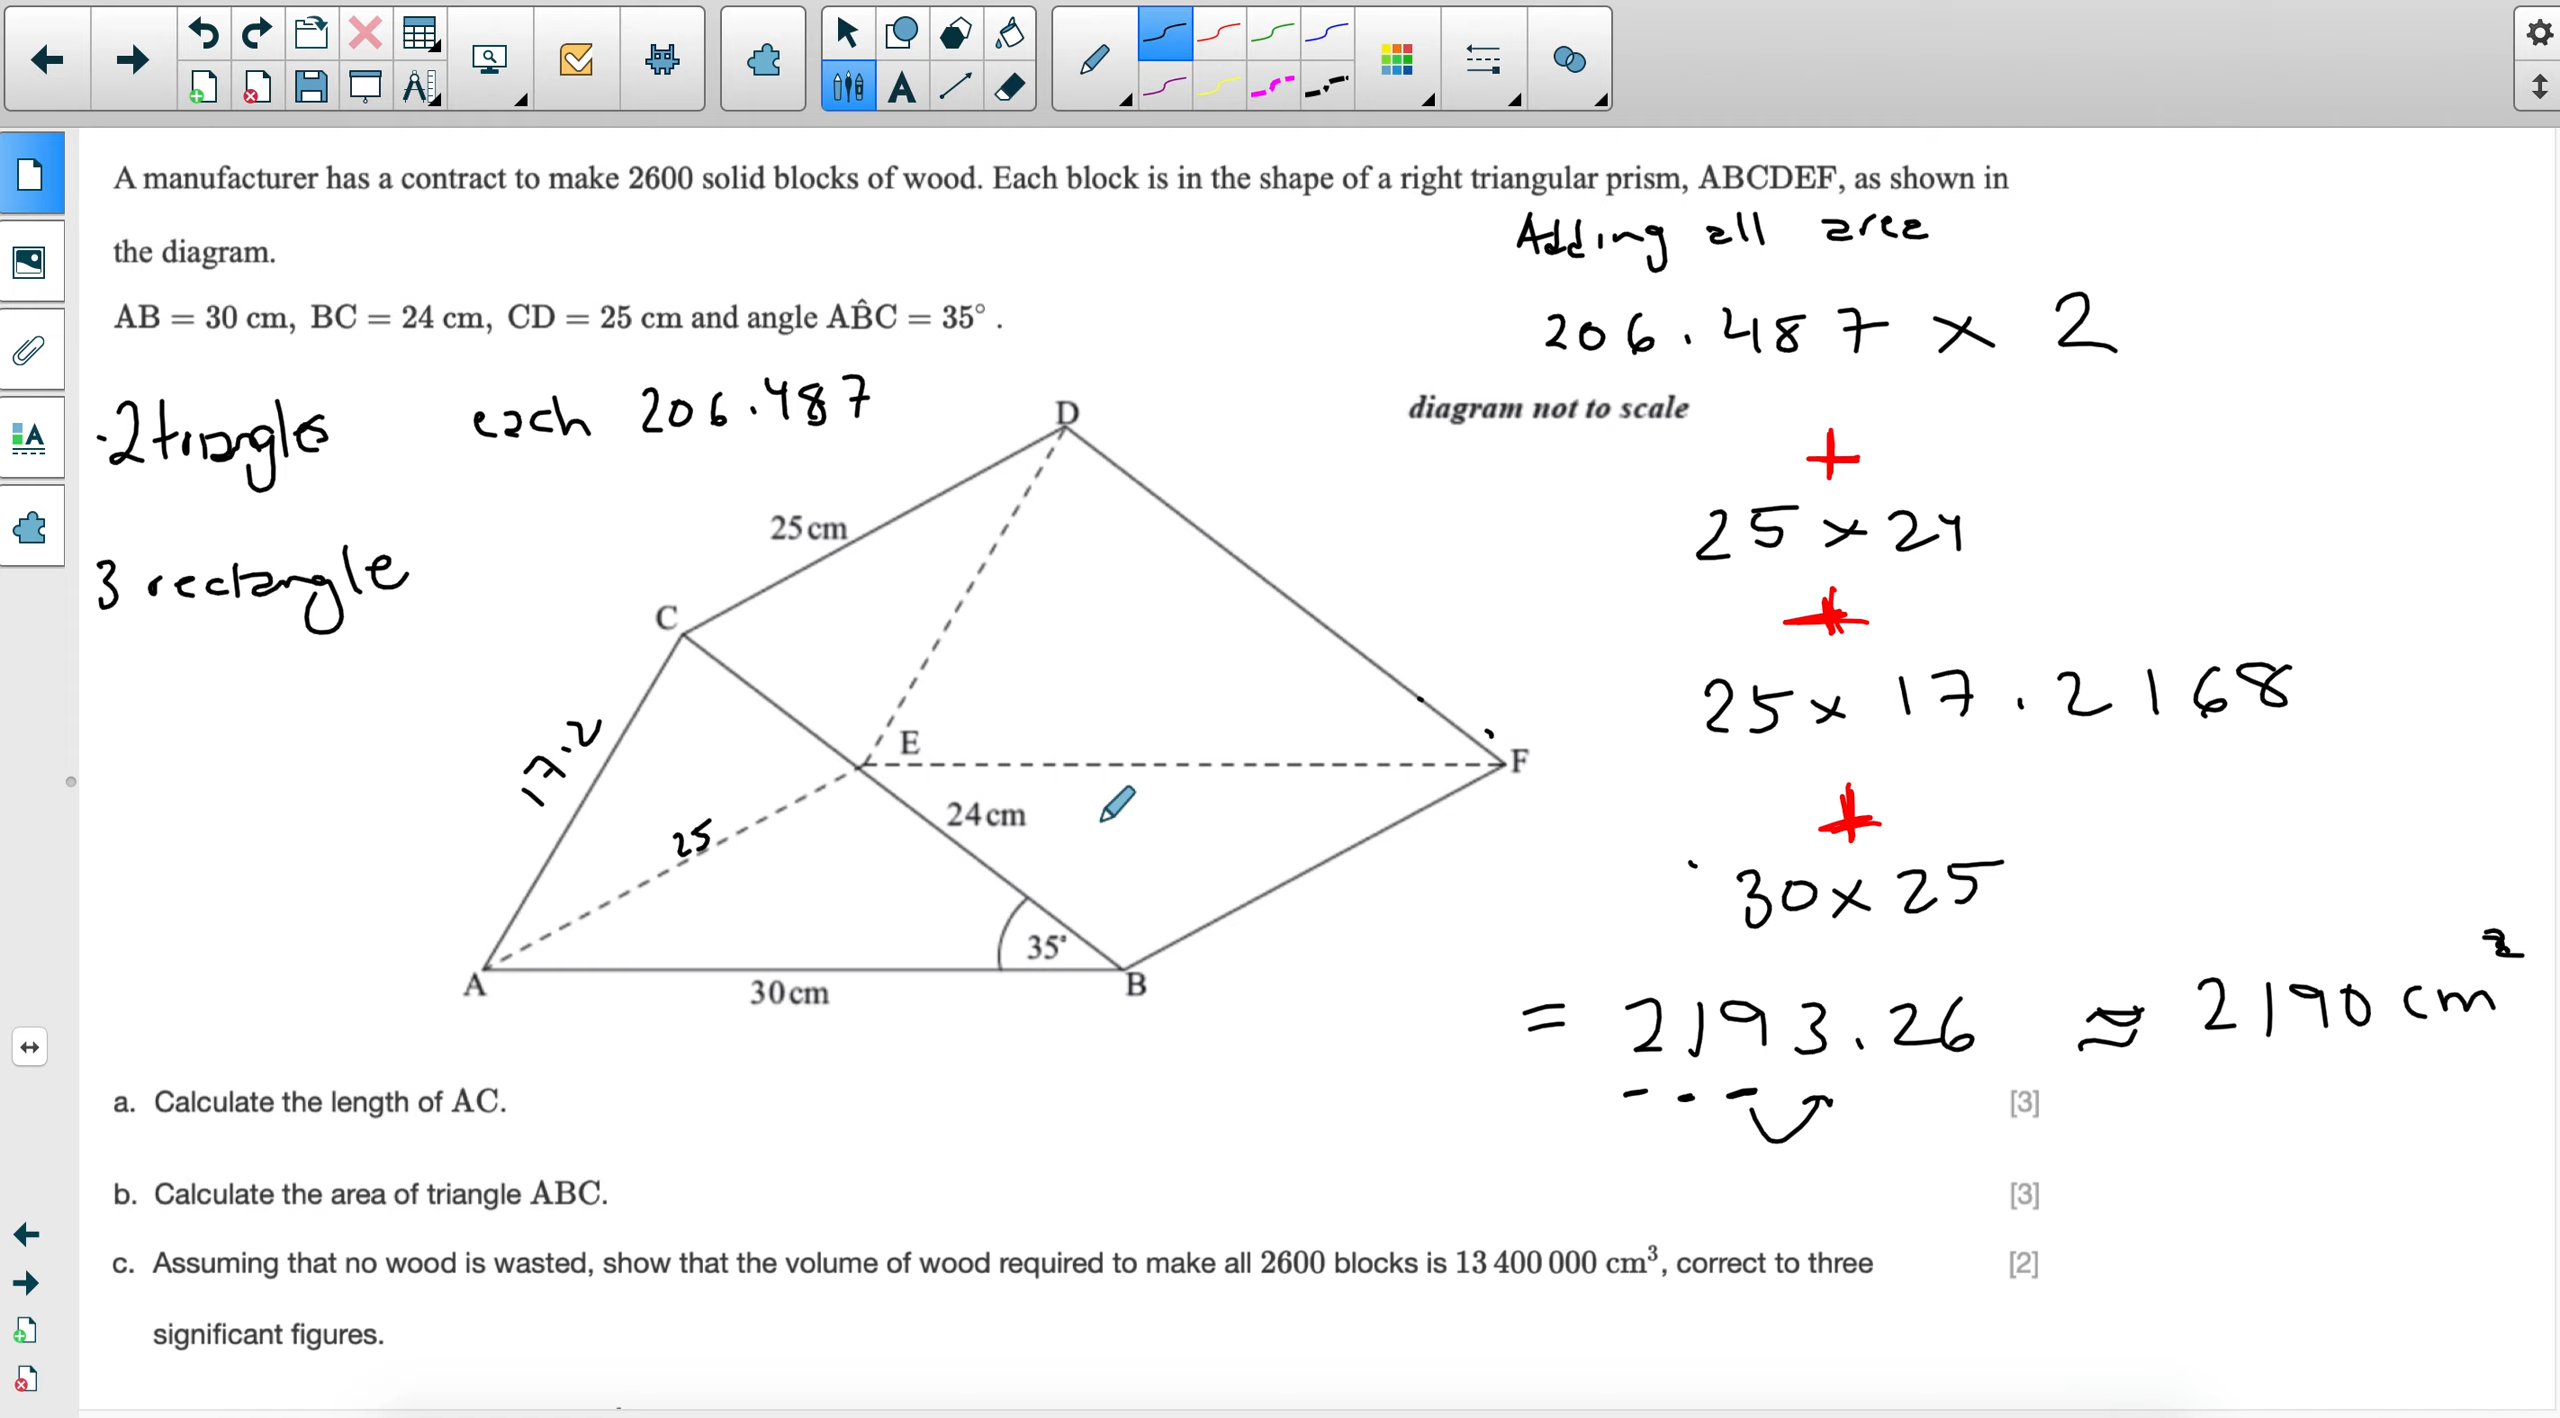 A manufacturer has a contract to make 2600 solid blocks of wood. Each block is in the shape of a right triangular prism, ABCDEF, as shown in
the diagram.
AB = 30 cm, BC = 24 cm, CD = 25 cm and angle AB̂C = 35° .
Adding all area
206.487 × 2
+
25 × 24
+
25 × 17.2168
+
30 × 25
= 2193.26 ≈ 2190 cm²
·2 triangles each 206.487
3 rectangle
diagram not to scale
D
25 cm
C
17.2
E
F
24 cm
25
35°
A
30 cm
B
a. Calculate the length of AC. [3]
b. Calculate the area of triangle ABC. [3]
c. Assuming that no wood is wasted, show that the volume of wood required to make all 2600 blocks is 13 400 000 cm³, correct to three [2]
significant figures.